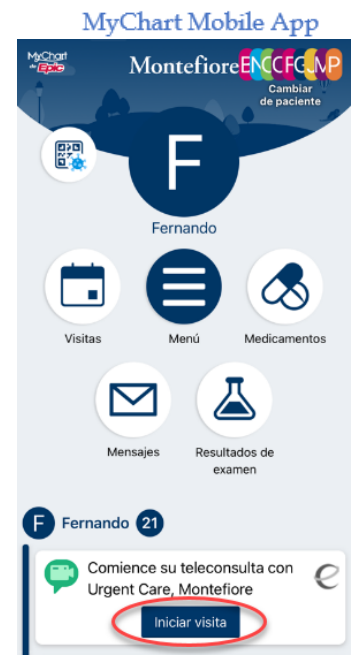 MyChart Mobile App
MyChart
by Epic
Montefiore
E N C C F G L M P
Cambiar
de paciente
F
Fernando
Visitas
Menú
Medicamentos
Mensajes
Resultados de
examen
F Fernando 21
Comience su teleconsulta con
Urgent Care, Montefiore
Iniciar visita